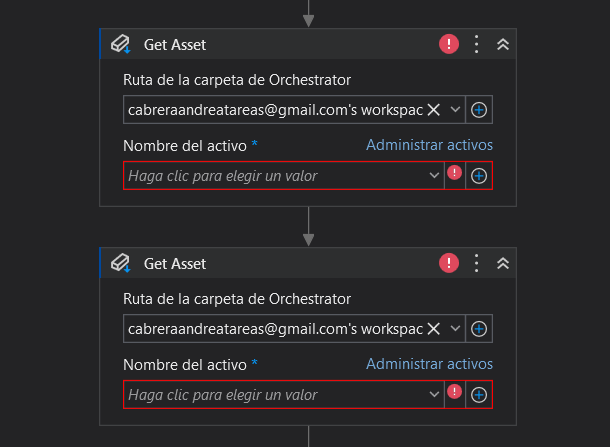 Get Asset
Ruta de la carpeta de Orchestrator
cabreraandreatareas@gmail.com's workspac
Nombre del activo * Administrar activos
Haga clic para elegir un valor
Get Asset
Ruta de la carpeta de Orchestrator
cabreraandreatareas@gmail.com's workspac
Nombre del activo * Administrar activos
Haga clic para elegir un valor